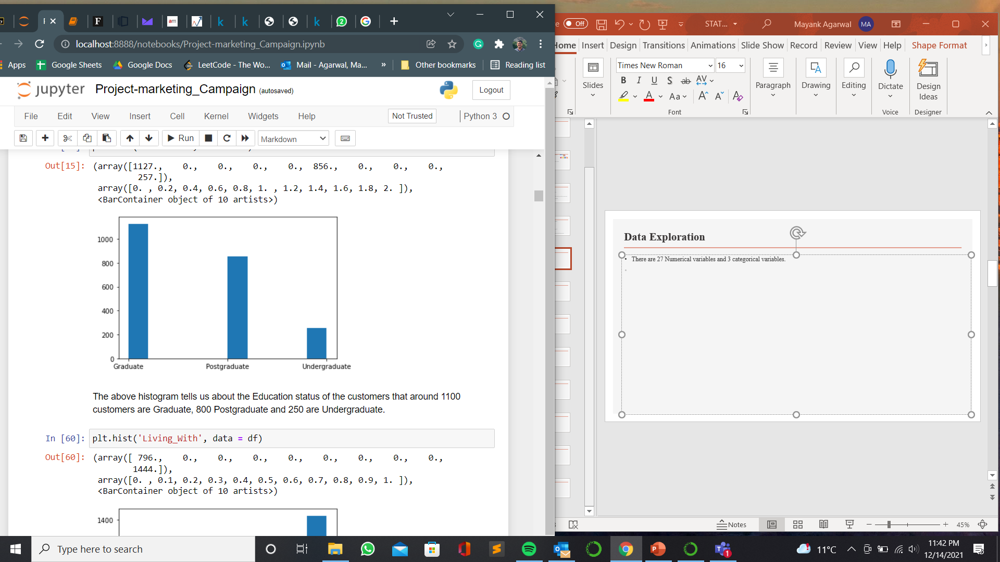 localhost:8888/notebooks/Project-marketing_Campaign.ipynb
Apps Google Sheets Google Docs LeetCode - The Wo... Mail - Agarwal, Ma... » Other bookmarks Reading list
jupyter Project-marketing_Campaign (autosaved) Logout
File Edit View Insert Cell Kernel Widgets Help Not Trusted Python 3
Run Markdown
Out[15]: (array([1127., 0., 0., 0., 0., 856., 0., 0., 0.,
257.]),
array([0. , 0.2, 0.4, 0.6, 0.8, 1. , 1.2, 1.4, 1.6, 1.8, 2. ]),
<BarContainer object of 10 artists>)
1000
800
600
400
200
0
Graduate Postgraduate Undergraduate
The above histogram tells us about the Education status of the customers that around 1100
customers are Graduate, 800 Postgraduate and 250 are Undergraduate.
In [60]: plt.hist('Living_With', data = df)
Out[60]: (array([ 796., 0., 0., 0., 0., 0., 0., 0., 0.,
1444.]),
array([0. , 0.1, 0.2, 0.3, 0.4, 0.5, 0.6, 0.7, 0.8, 0.9, 1. ]),
<BarContainer object of 10 artists>)
1400
Off STAT... Mayank Agarwal MA
Home Insert Design Transitions Animations Slide Show Record Review View Help Shape Format
Times New Roman 16
Slides Paragraph Drawing Editing Dictate Design
Ideas
Font Voice Designer
Data Exploration
• There are 27 Numerical variables and 3 categorical variables.
Notes 45%
Type here to search
11°C 11:42 PM
12/14/2021